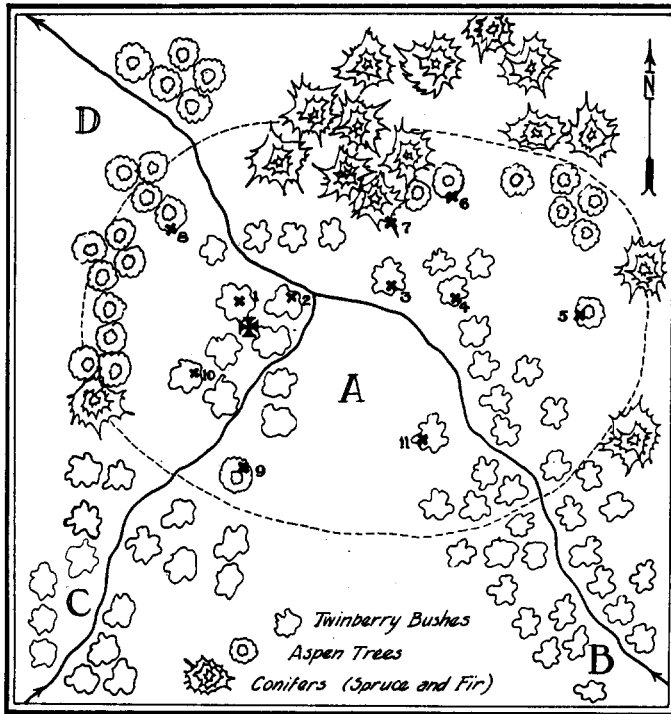 D
N
8
7
6
1
2
3
4
5
10
A
11
9
C
B
Twinberry Bushes
Aspen Trees
Conifers (Spruce and Fir)